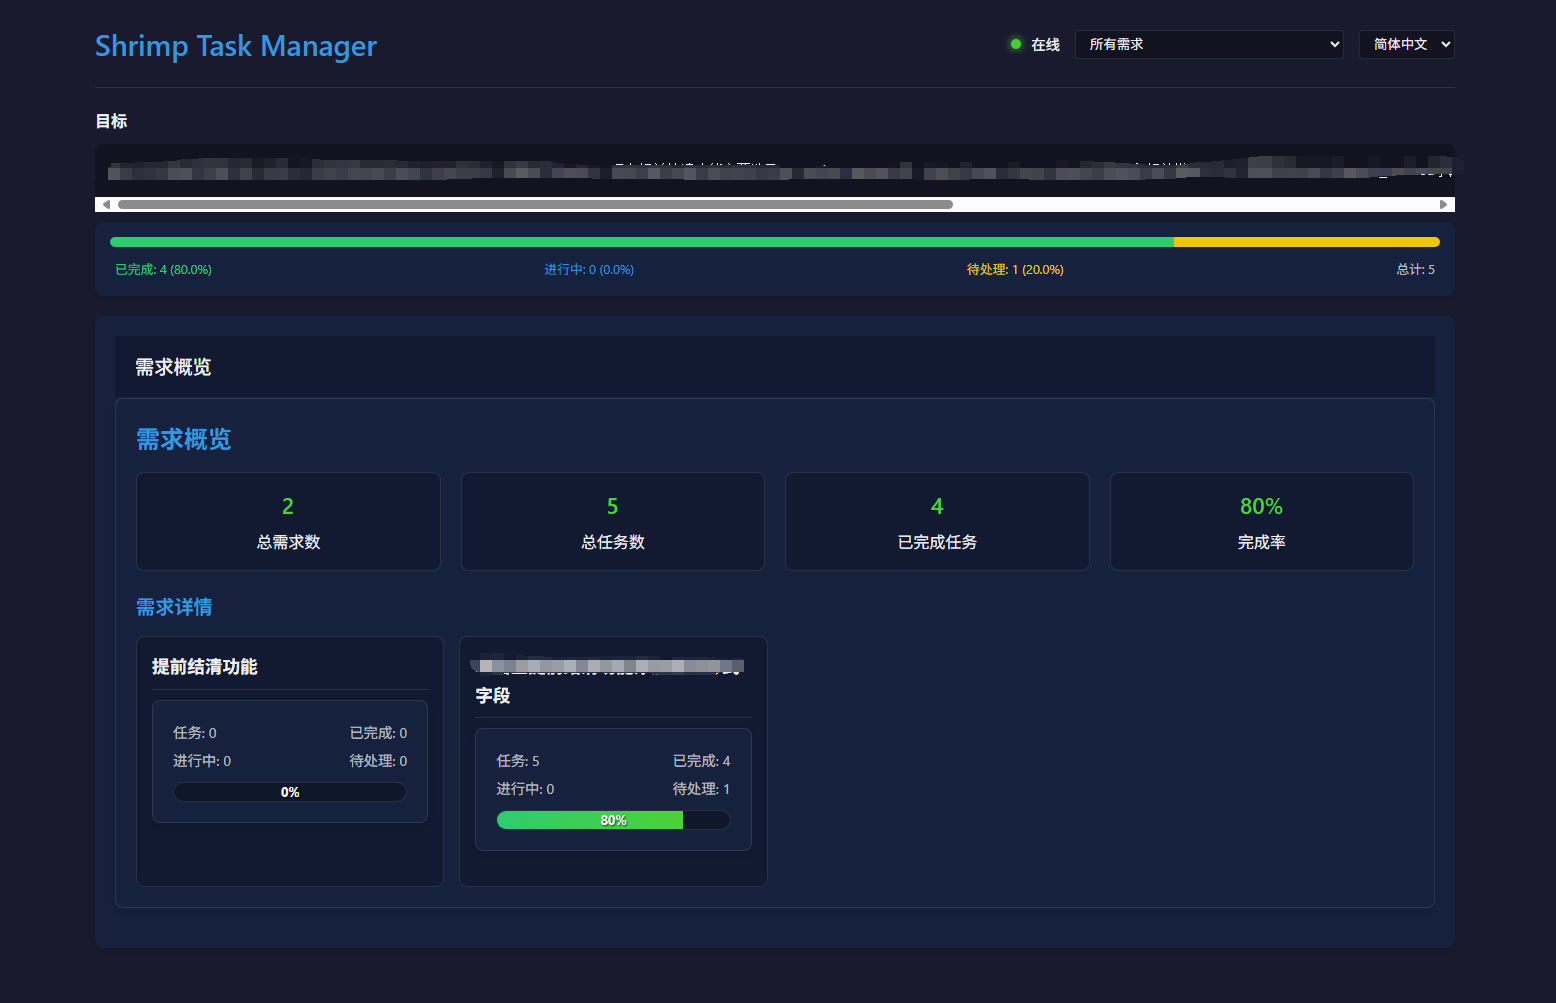 Shrimp Task Manager
在线
所有需求
简体中文
目标
已完成: 4 (80.0%)
进行中: 0 (0.0%)
待处理: 1 (20.0%)
总计: 5
需求概览
需求概览
2
总需求数
5
总任务数
4
已完成任务
80%
完成率
需求详情
提前结清功能
任务: 0
已完成: 0
进行中: 0
待处理: 0
0%
字段
任务: 5
已完成: 4
进行中: 0
待处理: 1
80%